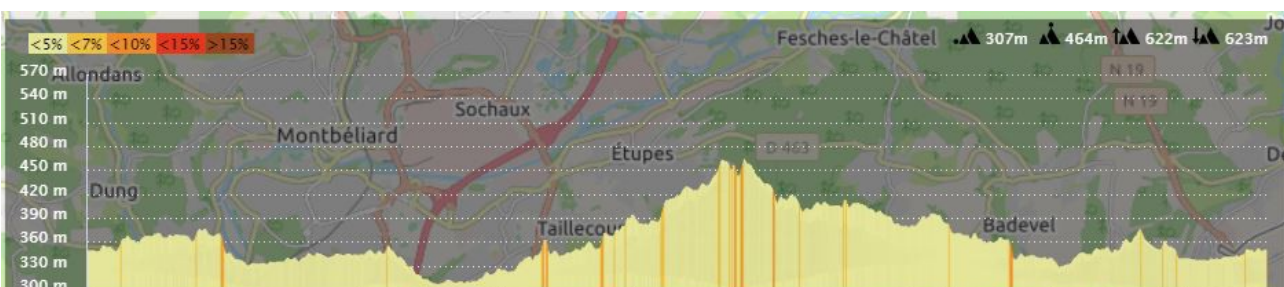 <5% <7% <10% <15% >15%
Fesches-le-Châtel
307m 464m 622m 623m
570 m
Allondans
N 19
540 m
Sochaux
N 19
510 m
Montbéliard
480 m
Étupes
D 463
450 m
420 m
Dung
390 m
Badevel
360 m
330 m
300 m